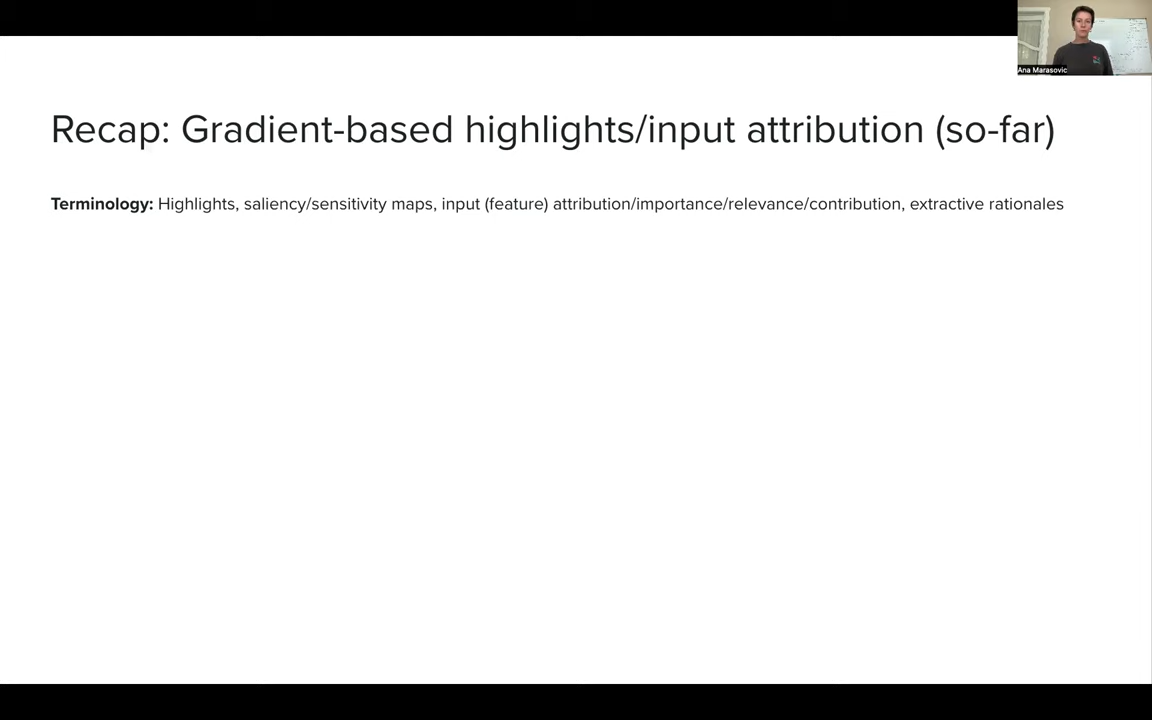 Ana Marasovic
Recap: Gradient-based highlights/input attribution (so-far)
Terminology: Highlights, saliency/sensitivity maps, input (feature) attribution/importance/relevance/contribution, extractive rationales